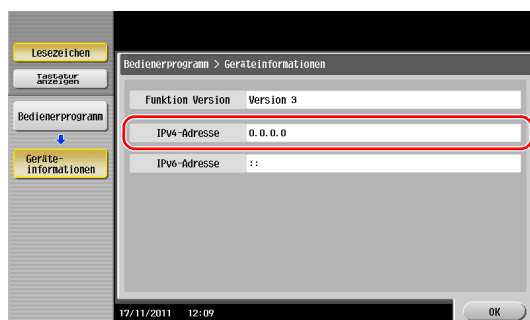 Lesezeichen
Tastatur
anzeigen
Bedienerprogramm
Geräte-
informationen
Bedienerprogramm > Geräteinformationen
Funktion Version Version 3
IPv4-Adresse 0.0.0.0
IPv6-Adresse ::
17/11/2011 12:09
OK